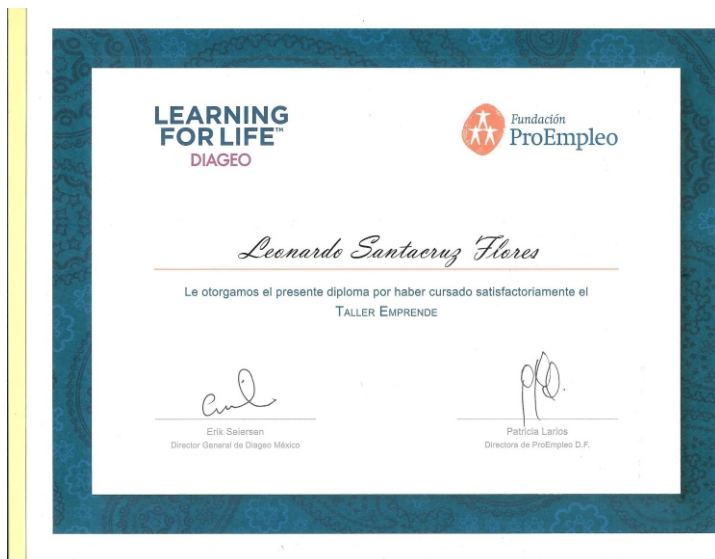 LEARNING
FOR LIFE™
DIAGEO
Fundación
ProEmpleo
Leonardo Santacruz Flores
Le otorgamos el presente diploma por haber cursado satisfactoriamente el
TALLER EMPRENDE
Erik Seiersen
Director General de Diageo México
Patricia Larios
Directora de ProEmpleo D.F.